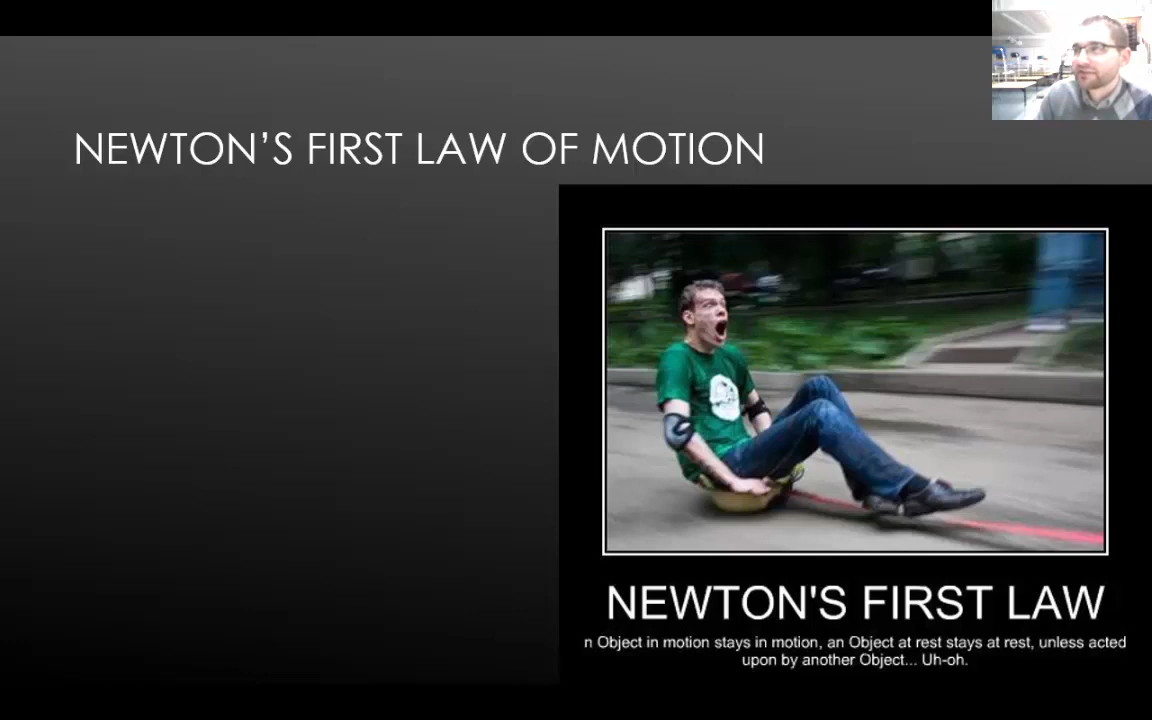 NEWTON'S FIRST LAW OF MOTION
NEWTON'S FIRST LAW
n Object in motion stays in motion, an Object at rest stays at rest, unless acted
upon by another Object... Uh-oh.